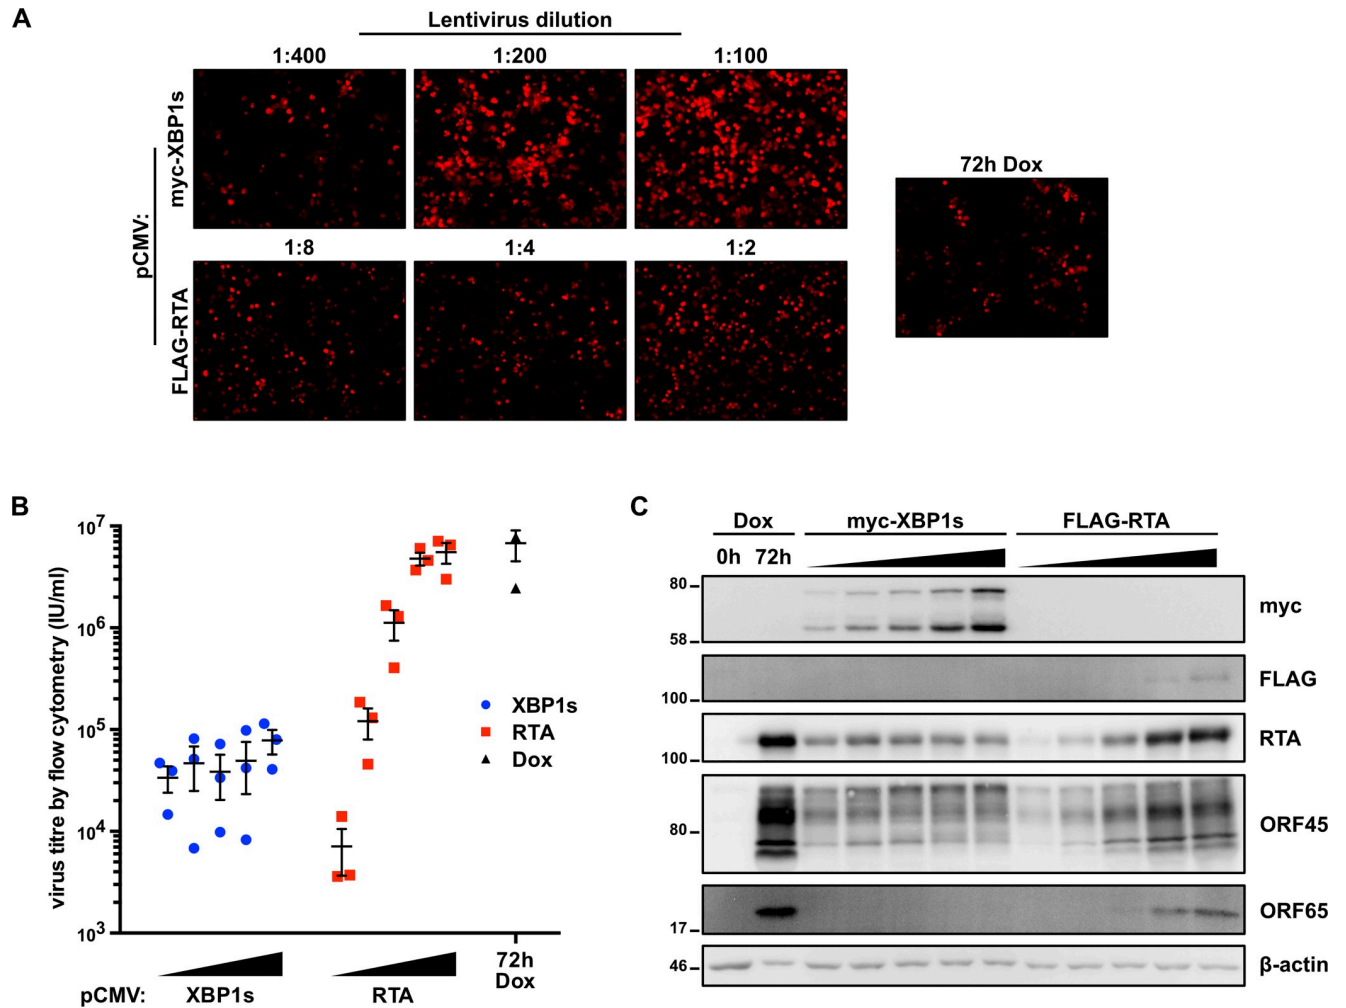 A
Lentivirus dilution
1:400 1:200 1:100
pCMV:
myc-XBP1s
72h Dox
1:8 1:4 1:2
FLAG-RTA
B
virus titre by flow cytometry (IU/ml)
10⁷
10⁶
10⁵
10⁴
10³
XBP1s
RTA
Dox
pCMV: XBP1s RTA 72h Dox
C
Dox myc-XBP1s FLAG-RTA
0h 72h
80
58
myc
100
FLAG
100
RTA
80
ORF45
17
ORF65
46
β-actin